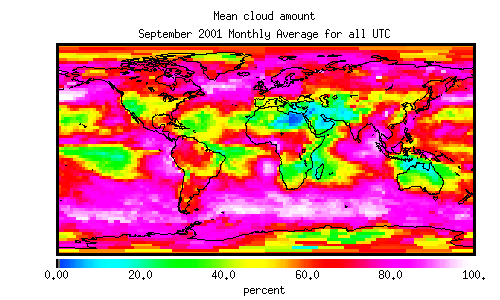 Mean cloud amount
September 2001 Monthly Average for all UTC
0.00 20.0 40.0 60.0 80.0 100.
percent